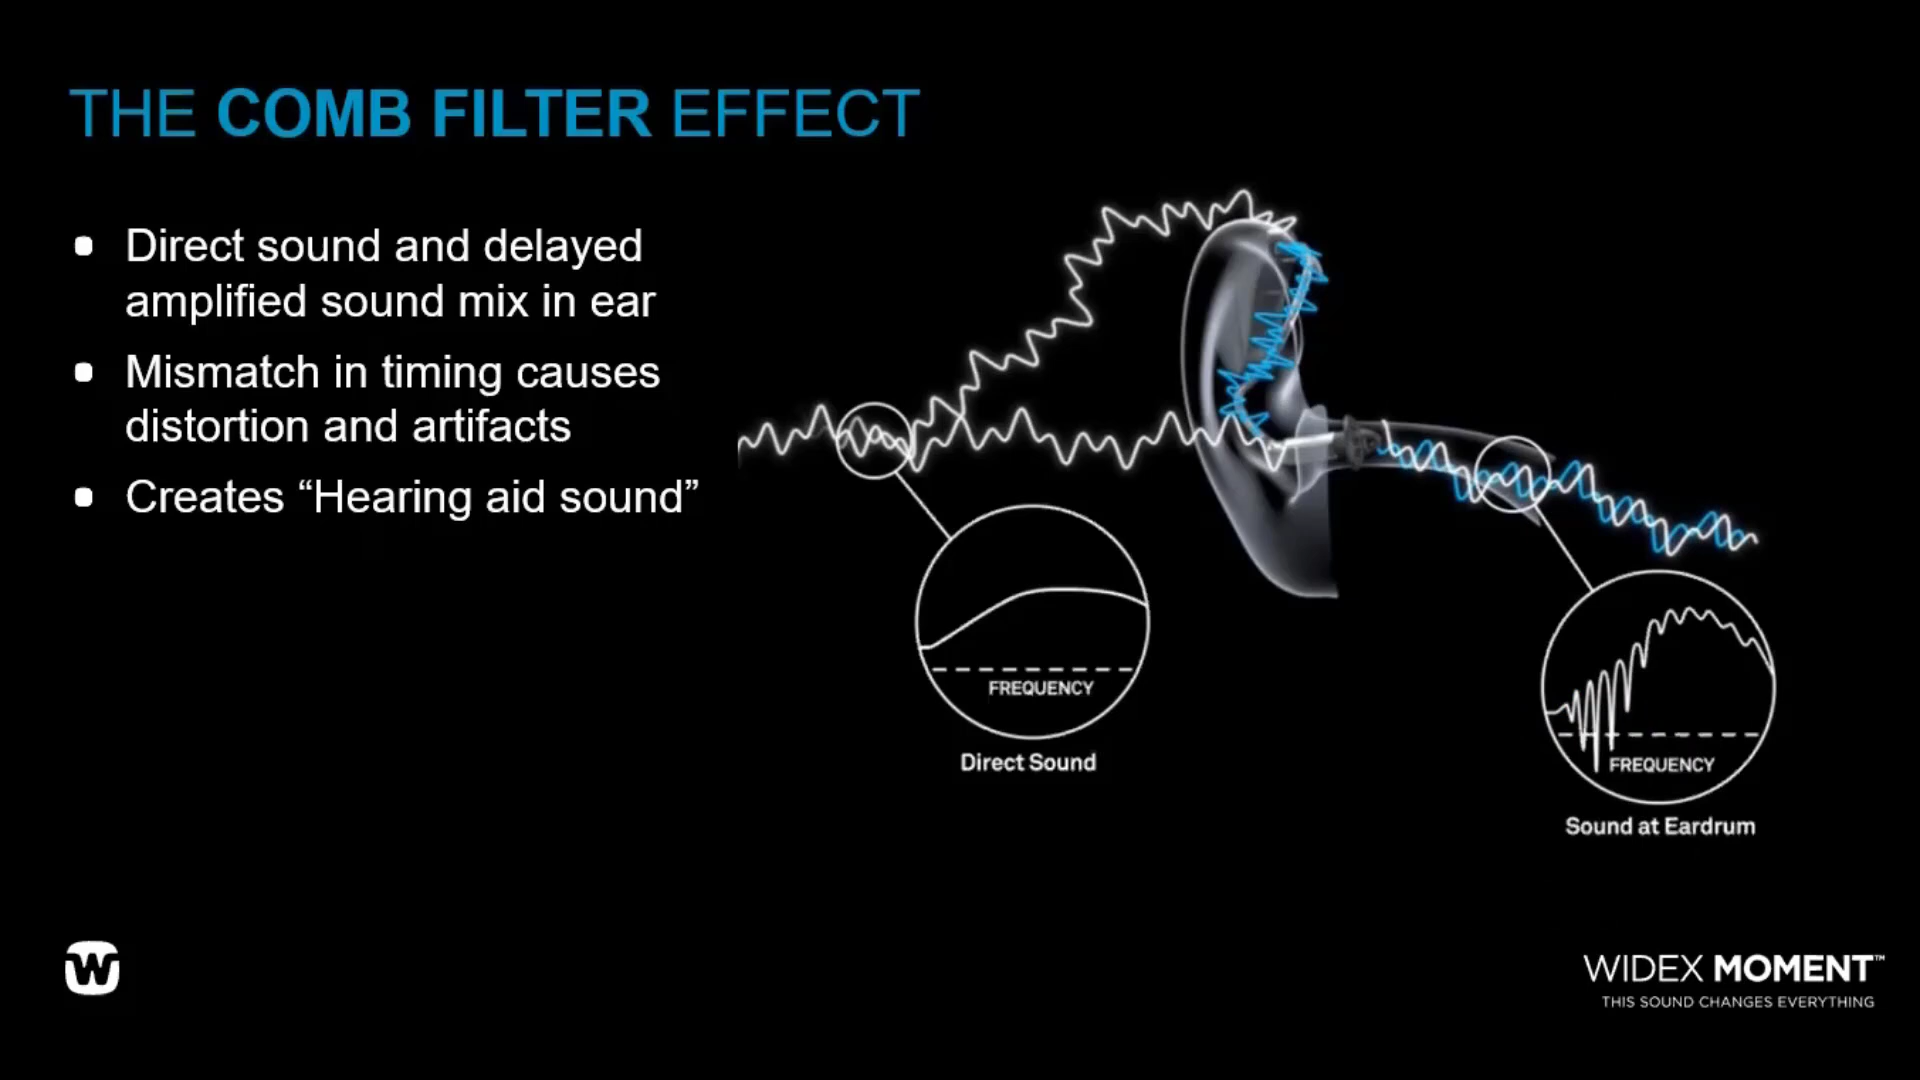 THE COMB FILTER EFFECT
Direct sound and delayed
amplified sound mix in ear
Mismatch in timing causes
distortion and artifacts
Creates “Hearing aid sound”
FREQUENCY
Direct Sound
FREQUENCY
Sound at Eardrum
W
WIDEX MOMENT™
THIS SOUND CHANGES EVERYTHING